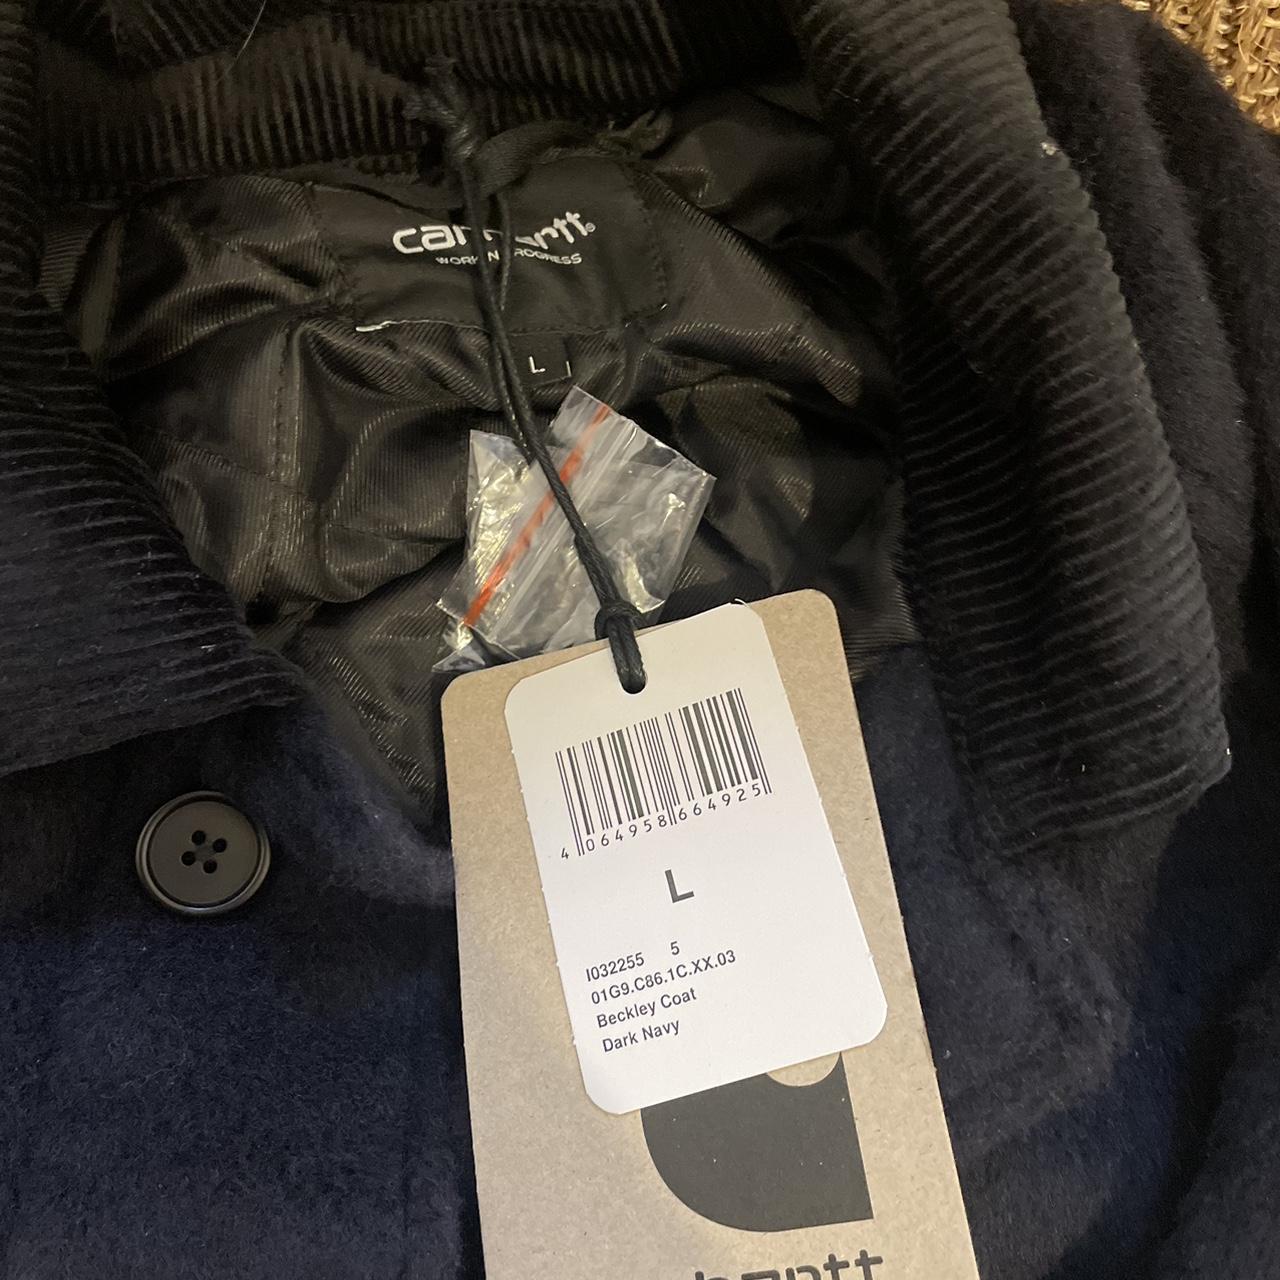 carhartt
WORK IN PROGRESS
L
4 064958 664925
L
I032255 5
01G9.C86.1C.XX.03
Beckley Coat
Dark Navy